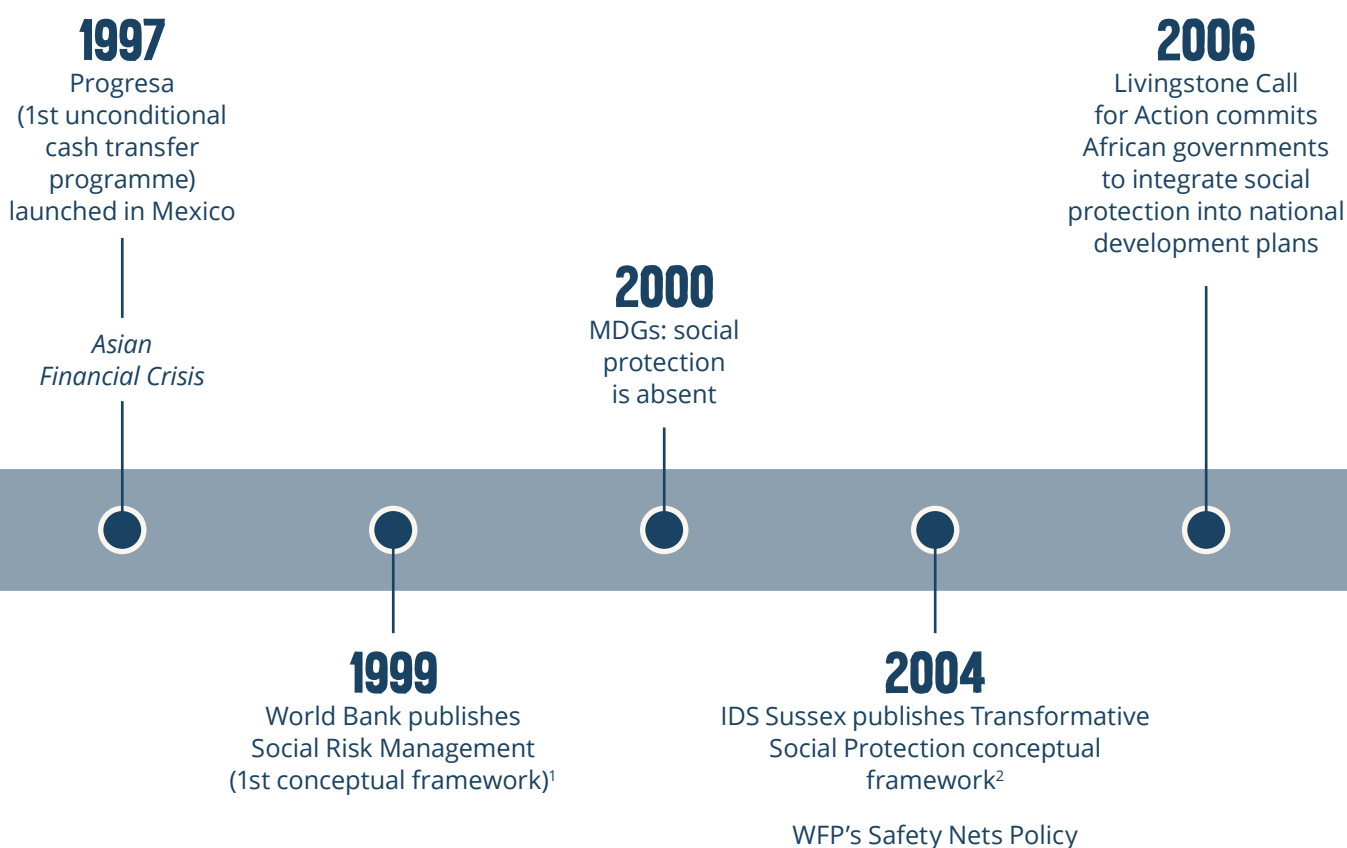 1997
Progresa
(1st unconditional
cash transfer
programme)
launched in Mexico
Asian
Financial Crisis
1999
World Bank publishes
Social Risk Management
(1st conceptual framework)¹
2000
MDGs: social
protection
is absent
2004
IDS Sussex publishes Transformative
Social Protection conceptual
framework²
WFP’s Safety Nets Policy
2006
Livingstone Call
for Action commits
African governments
to integrate social
protection into national
development plans